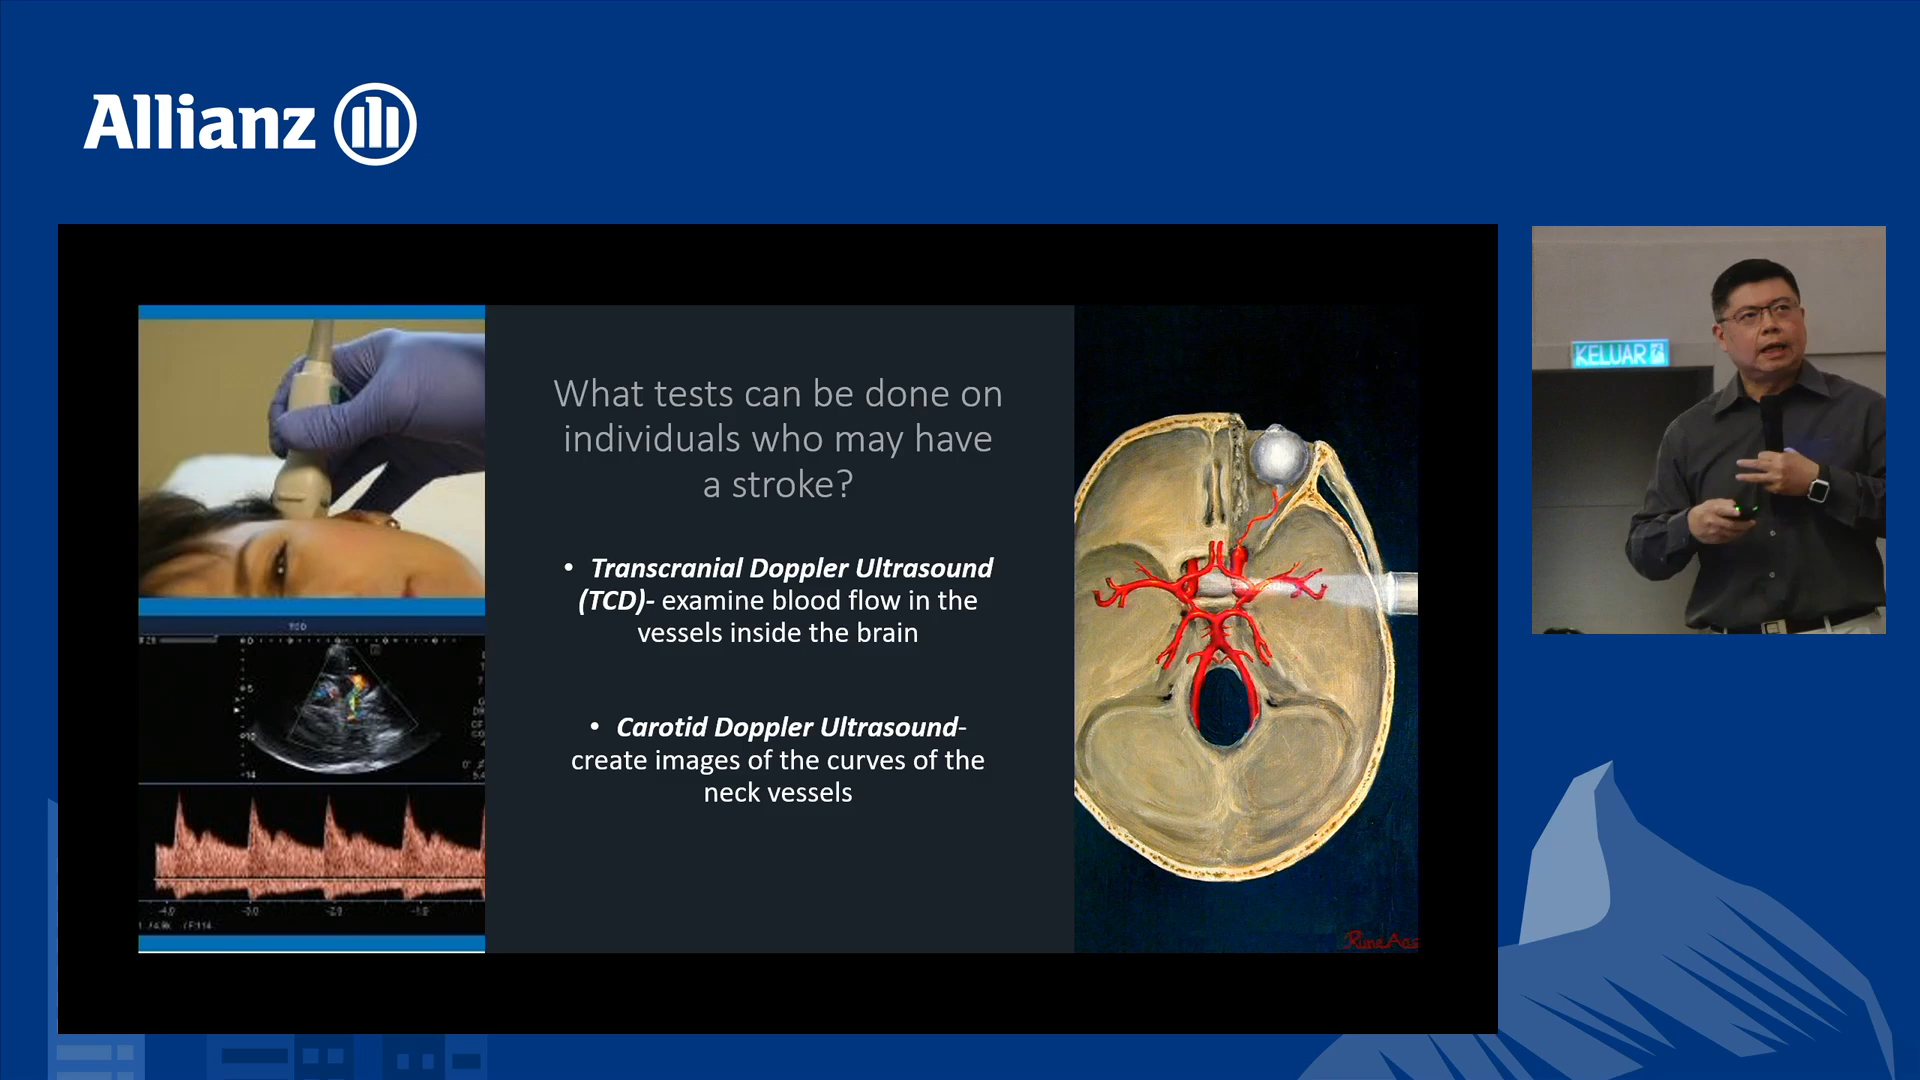 Allianz
KELUAR
What tests can be done on
individuals who may have
a stroke?
• Transcranial Doppler Ultrasound
(TCD)- examine blood flow in the
vessels inside the brain
• Carotid Doppler Ultrasound-
create images of the curves of the
neck vessels
TCD